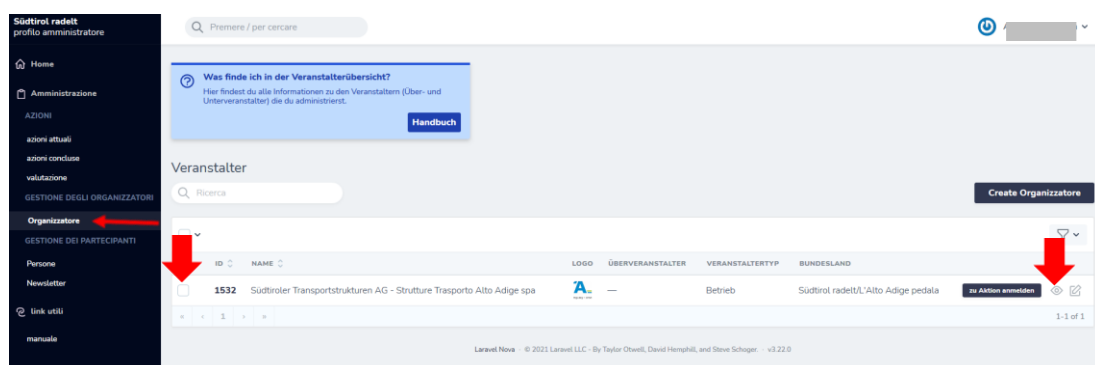 Südtirol radelt
profilo amministratore
Premere / per cercare
Home
Amministrazione
AZIONI
azioni attuali
azioni concluse
valutazione
GESTIONE DEGLI ORGANIZZATORI
Organizzatore
GESTIONE DEI PARTECIPANTI
Persone
Newsletter
link utili
manuale
Was finde ich in der Veranstalterübersicht?
Hier findest du alle Informationen zu den Veranstaltern (Über- und
Unterveranstalter) die du administrierst.
Handbuch
Veranstalter
Ricerca
Create Organizzatore
ID NAME LOGO ÜBERVERANSTALTER VERANSTALTERTYP BUNDESLAND
1532 Südtiroler Transportstrukturen AG - Strutture Trasporto Alto Adige spa — Betrieb Südtirol radelt/L'Alto Adige pedala zu Aktion anmelden
« ‹ 1 › » 1-1 of 1
Laravel Nova · © 2021 Laravel LLC - By Taylor Otwell, David Hemphill, and Steve Schoger. · v3.22.0